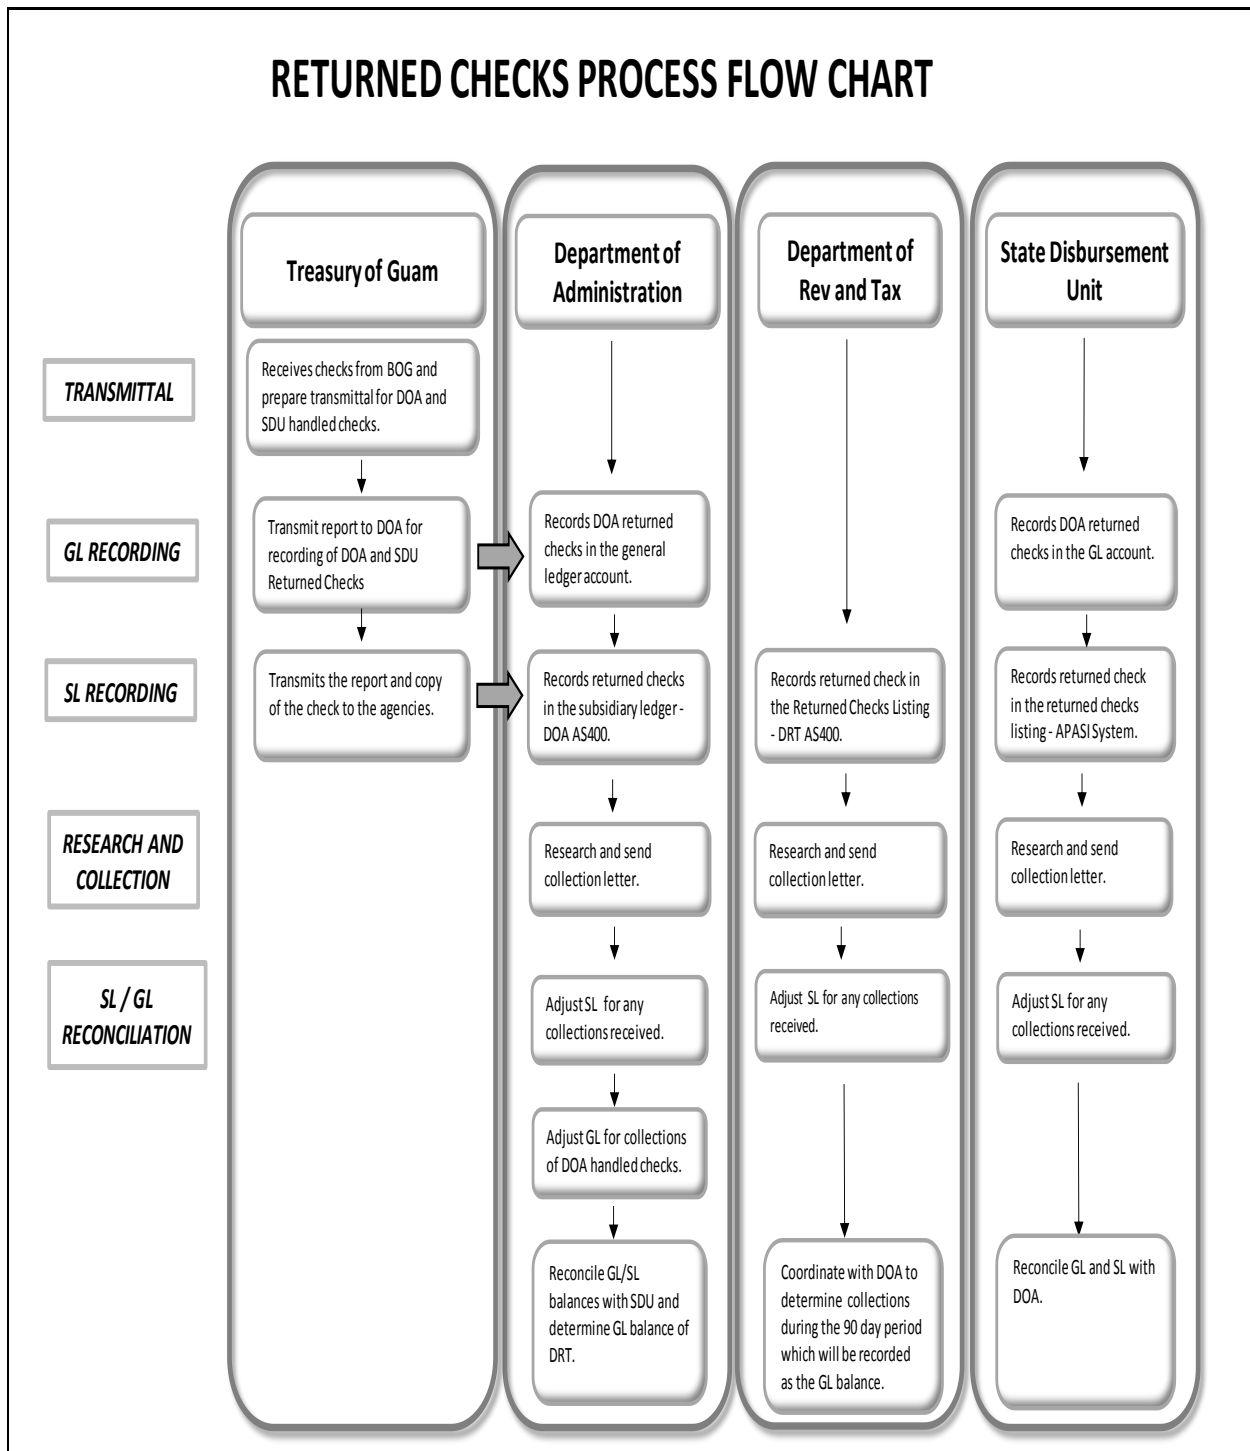 RETURNED CHECKS PROCESS FLOW CHART
Treasury of Guam
Department of
Administration
Department of
Rev and Tax
State Disbursement
Unit
TRANSMITTAL
Receives checks from BOG and
prepare transmittal for DOA and
SDU handled checks.
GL RECORDING
Transmit report to DOA for
recording of DOA and SDU
Returned Checks
Records DOA returned
checks in the general
ledger account.
Records DOA returned
checks in the GL account.
SL RECORDING
Transmits the report and copy
of the check to the agencies.
Records returned checks
in the subsidiary ledger -
DOA AS400.
Records returned check in
the Returned Checks Listing
- DRT AS400.
Records returned check
in the returned checks
listing - APASI System.
RESEARCH AND
COLLECTION
Research and send
collection letter.
Research and send
collection letter.
Research and send
collection letter.
SL / GL
RECONCILIATION
Adjust SL for any
collections received.
Adjust SL for any collections
received.
Adjust SL for any
collections received.
Adjust GL for collections
of DOA handled checks.
Reconcile GL/SL
balances with SDU and
determine GL balance of
DRT.
Coordinate with DOA to
determine collections
during the 90 day period
which will be recorded
as the GL balance.
Reconcile GL and SL with
DOA.